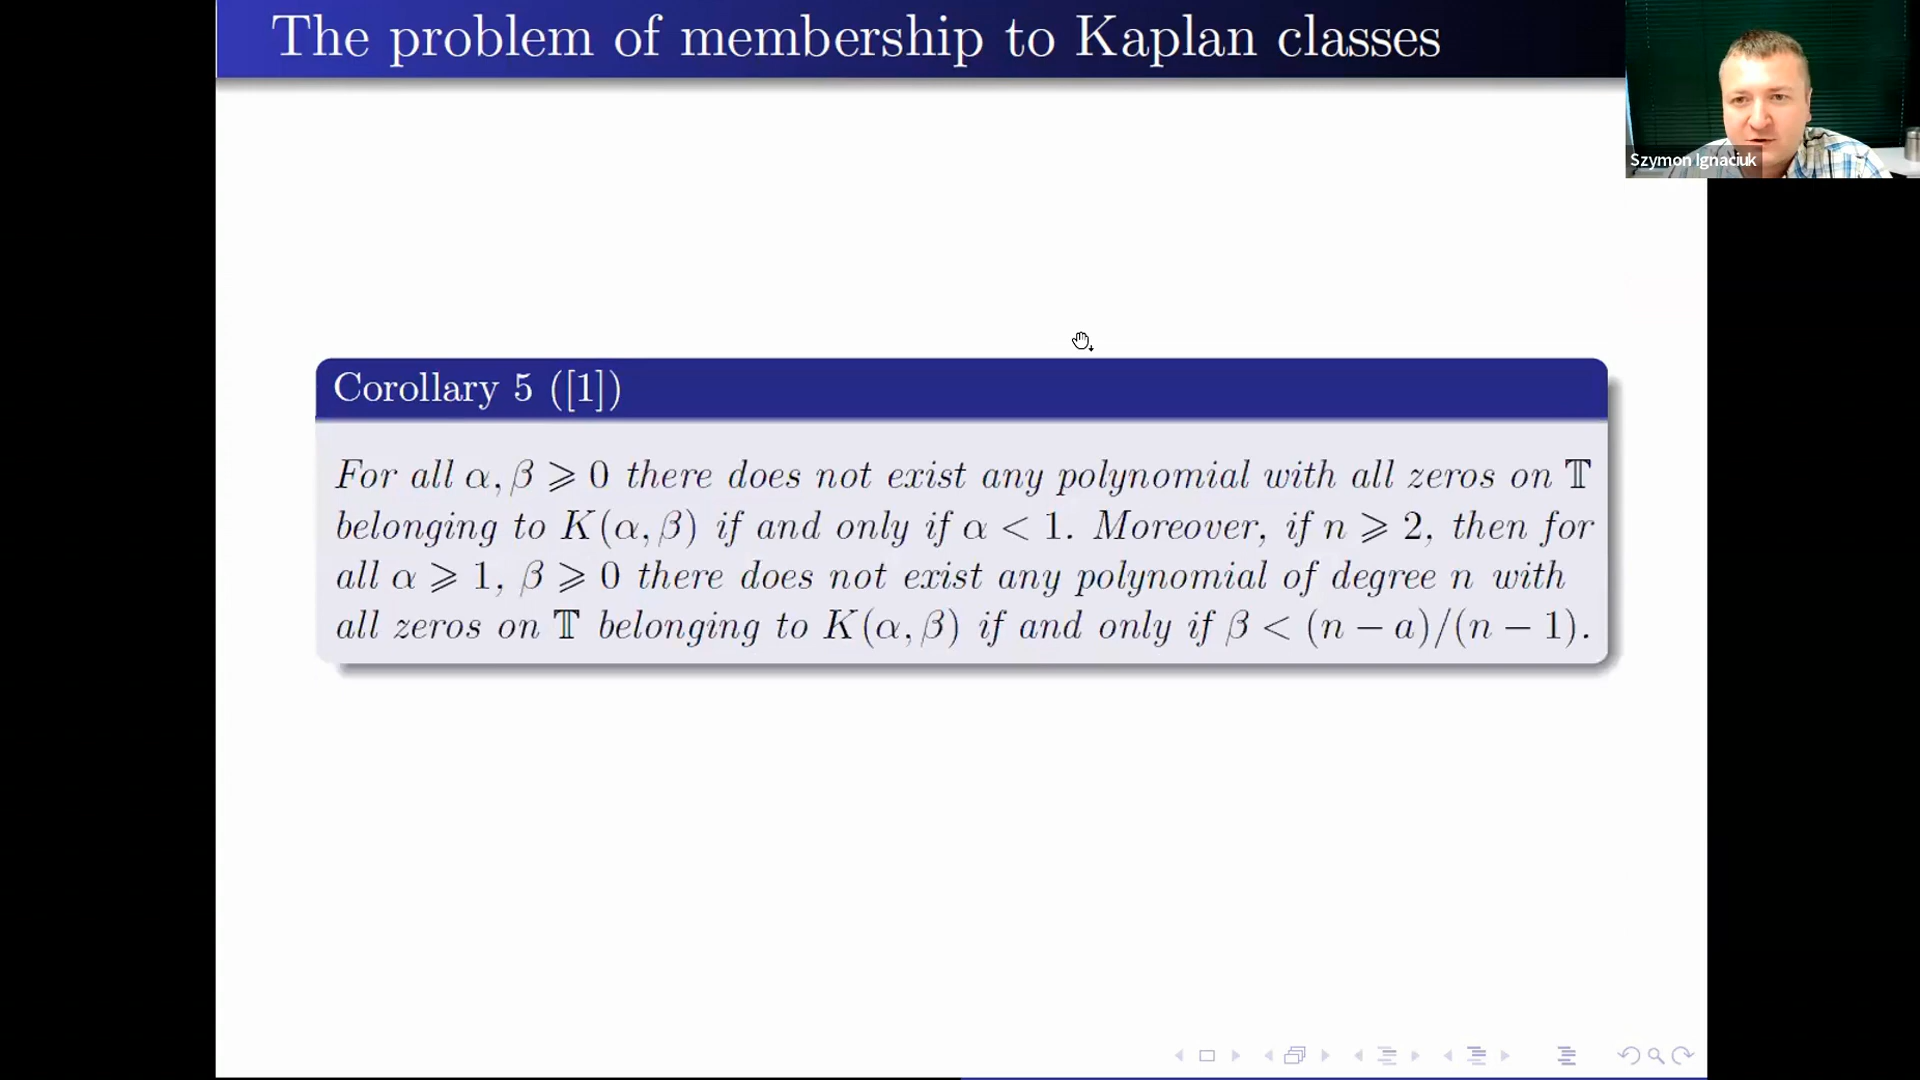 The problem of membership to Kaplan classes
Szymon Ignaciuk
Corollary 5 ([1])
For all α, β ⩾ 0 there does not exist any polynomial with all zeros on 𝕋
belonging to K(α, β) if and only if α < 1. Moreover, if n ⩾ 2, then for
all α ⩾ 1, β ⩾ 0 there does not exist any polynomial of degree n with
all zeros on 𝕋 belonging to K(α, β) if and only if β < (n − a)/(n − 1).